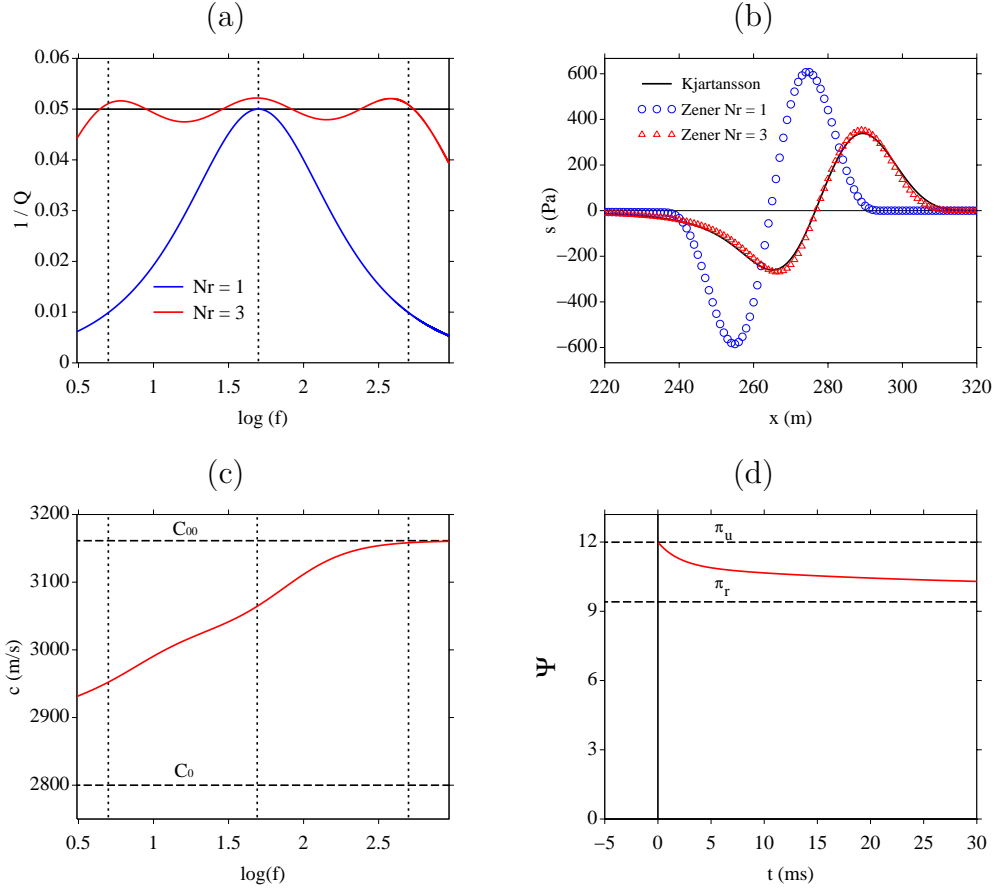 (a)
0.06
0.05
0.04
0.03
0.02
0.01
0
1 / Q
Nr = 1
Nr = 3
0.5 1 1.5 2 2.5
log (f)
(b)
600
400
200
0
−200
−400
−600
s (Pa)
Kjartansson
Zener Nr = 1
Zener Nr = 3
220 240 260 280 300 320
x (m)
(c)
3200
3100
3000
2900
2800
c (m/s)
C00
C0
0.5 1 1.5 2 2.5
log(f)
(d)
12
9
6
3
0
Ψ
πu
πr
−5 0 5 10 15 20 25 30
t (ms)